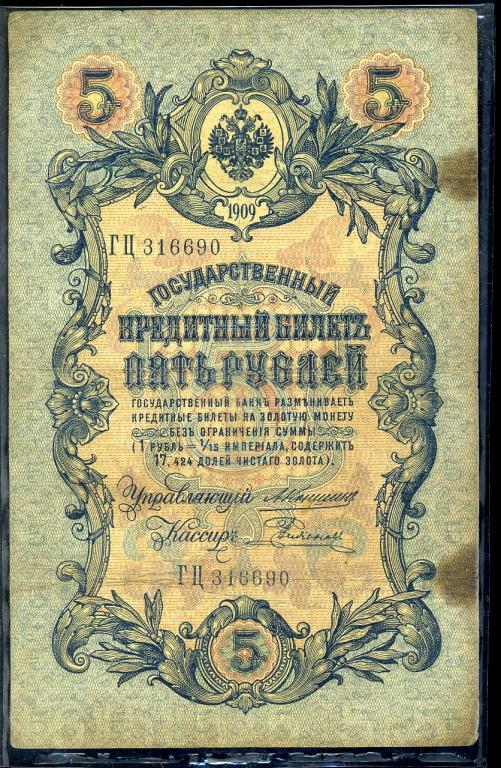 5 5
1909
ГЦ 316690
ГОСУДАРСТВЕННЫЙ
КРЕДИТНЫЙ БИЛЕТЪ
ПЯТЬ РУБЛЕЙ
ГОСУДАРСТВЕННЫЙ БАНКЪ РАЗМѢНИВАЕТЪ
КРЕДИТНЫЕ БИЛЕТЫ НА ЗОЛОТУЮ МОНЕТУ
БЕЗЪ ОГРАНИЧЕНІЯ СУММЫ
(1 РУБЛЬ = 1/15 ИМПЕРІАЛА, СОДЕРЖИТЪ
17,424 ДОЛЕЙ ЧИСТАГО ЗОЛОТА).
Управляющій
Кассиръ
ГЦ 316690
5